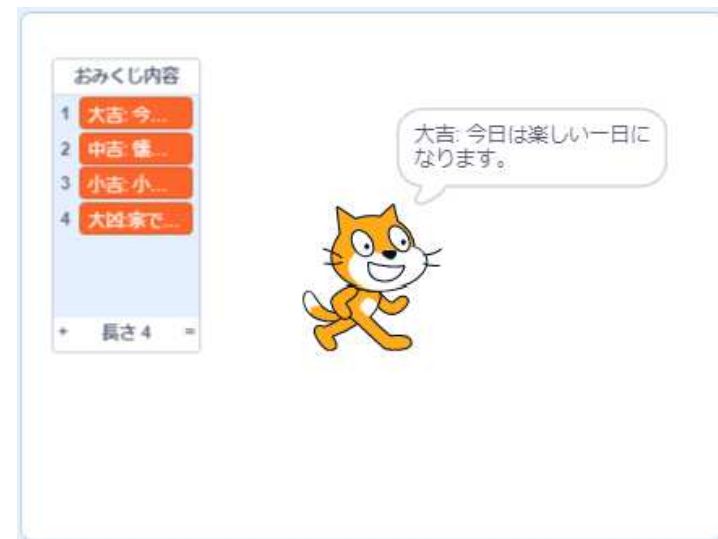 おみくじ内容
1 大吉: 今...
2 中吉: 懐...
3 小吉: 小...
4 大凶:家で...
+ 長さ 4 =
大吉: 今日は楽しい一日に
なります。